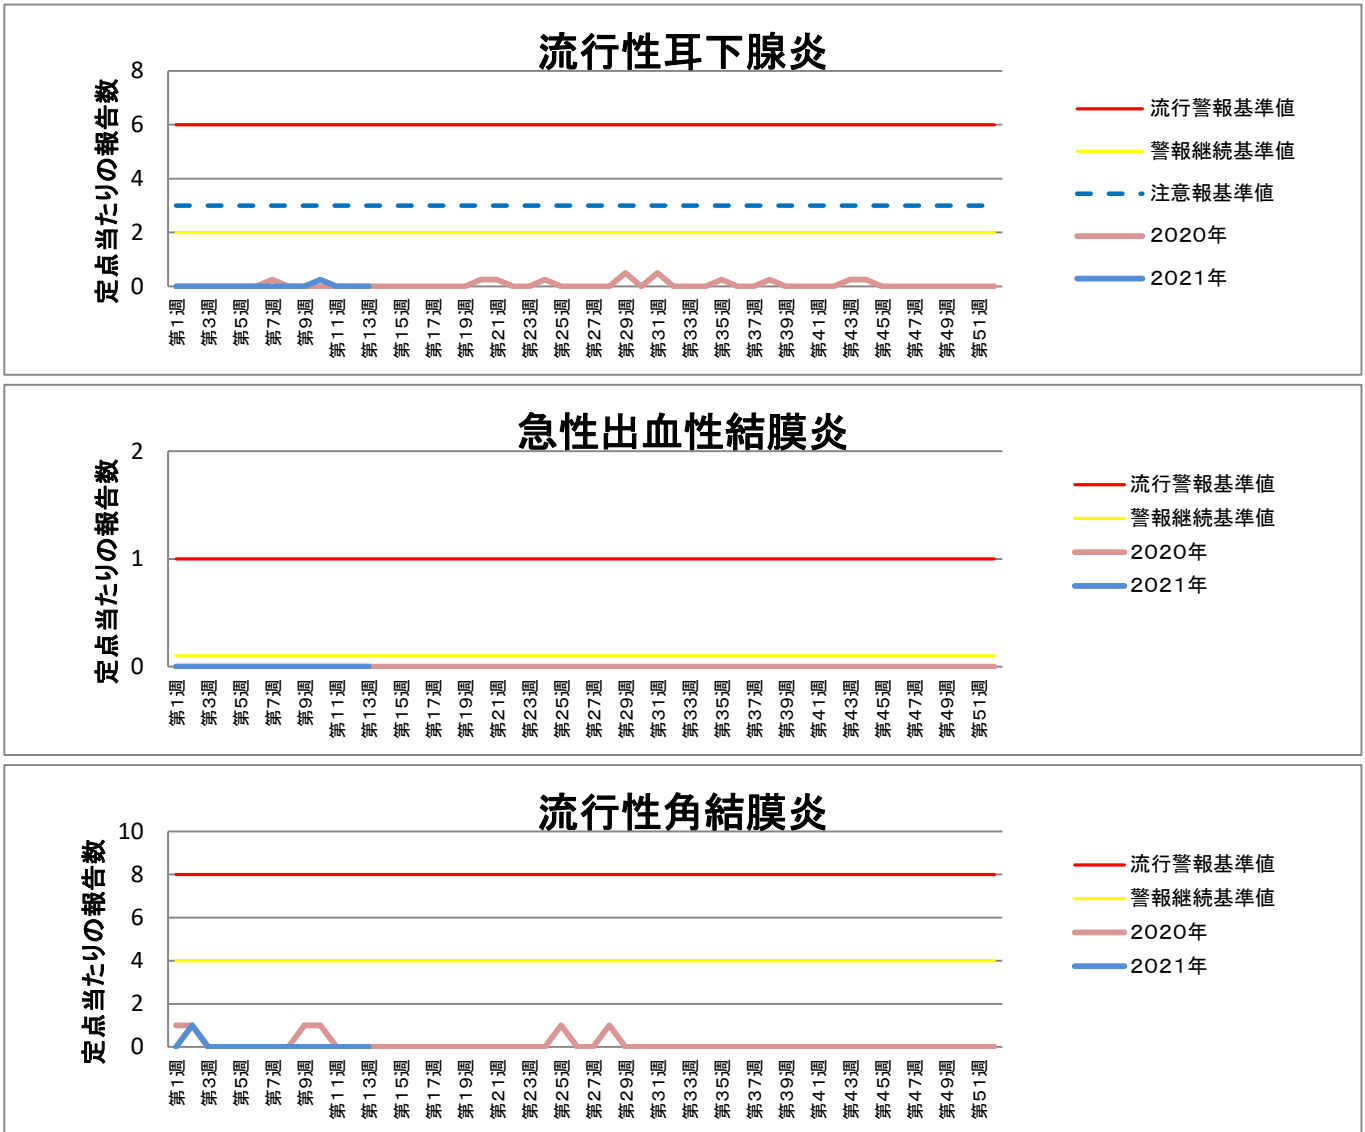 流行性耳下腺炎
定点当たりの報告数
8
6
4
2
0
第1週 第3週 第5週 第7週 第9週 第11週 第13週 第15週 第17週 第19週 第21週 第23週 第25週 第27週 第29週 第31週 第33週 第35週 第37週 第39週 第41週 第43週 第45週 第47週 第49週 第51週
流行警報基準値
警報継続基準値
注意報基準値
2020年
2021年
急性出血性結膜炎
定点当たりの報告数
2
1
0
第1週 第3週 第5週 第7週 第9週 第11週 第13週 第15週 第17週 第19週 第21週 第23週 第25週 第27週 第29週 第31週 第33週 第35週 第37週 第39週 第41週 第43週 第45週 第47週 第49週 第51週
流行警報基準値
警報継続基準値
2020年
2021年
流行性角結膜炎
定点当たりの報告数
10
8
6
4
2
0
第1週 第3週 第5週 第7週 第9週 第11週 第13週 第15週 第17週 第19週 第21週 第23週 第25週 第27週 第29週 第31週 第33週 第35週 第37週 第39週 第41週 第43週 第45週 第47週 第49週 第51週
流行警報基準値
警報継続基準値
2020年
2021年